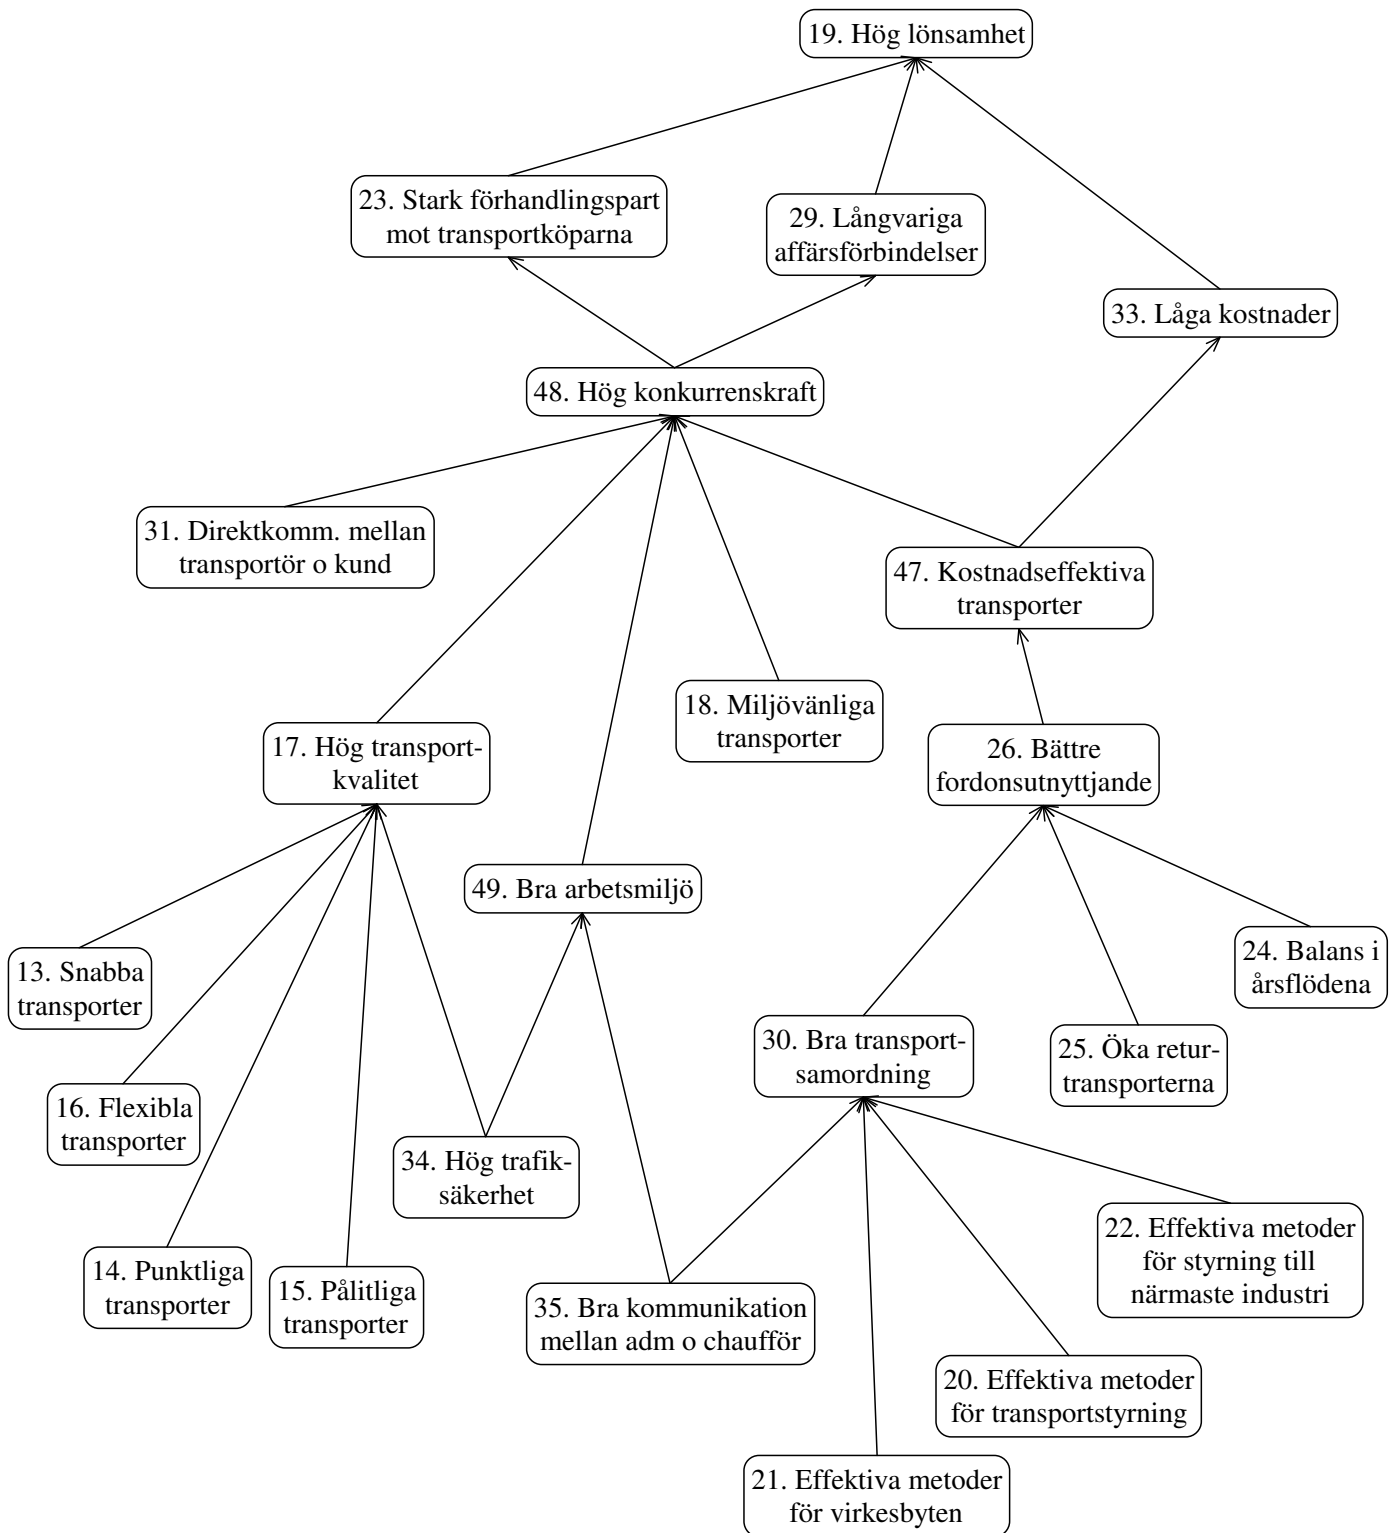 19. Hög lönsamhet
23. Stark förhandlingspart
mot transportköparna
29. Långvariga
affärsförbindelser
33. Låga kostnader
48. Hög konkurrenskraft
31. Direktkomm. mellan
transportör o kund
47. Kostnadseffektiva
transporter
18. Miljövänliga
transporter
17. Hög transport-
kvalitet
26. Bättre
fordonsutnyttjande
49. Bra arbetsmiljö
13. Snabba
transporter
24. Balans i
årsflödena
30. Bra transport-
samordning
25. Öka retur-
transporterna
16. Flexibla
transporter
34. Hög trafik-
säkerhet
22. Effektiva metoder
för styrning till
närmaste industri
14. Punktliga
transporter
15. Pålitliga
transporter
35. Bra kommunikation
mellan adm o chaufför
20. Effektiva metoder
för transportstyrning
21. Effektiva metoder
för virkesbyten